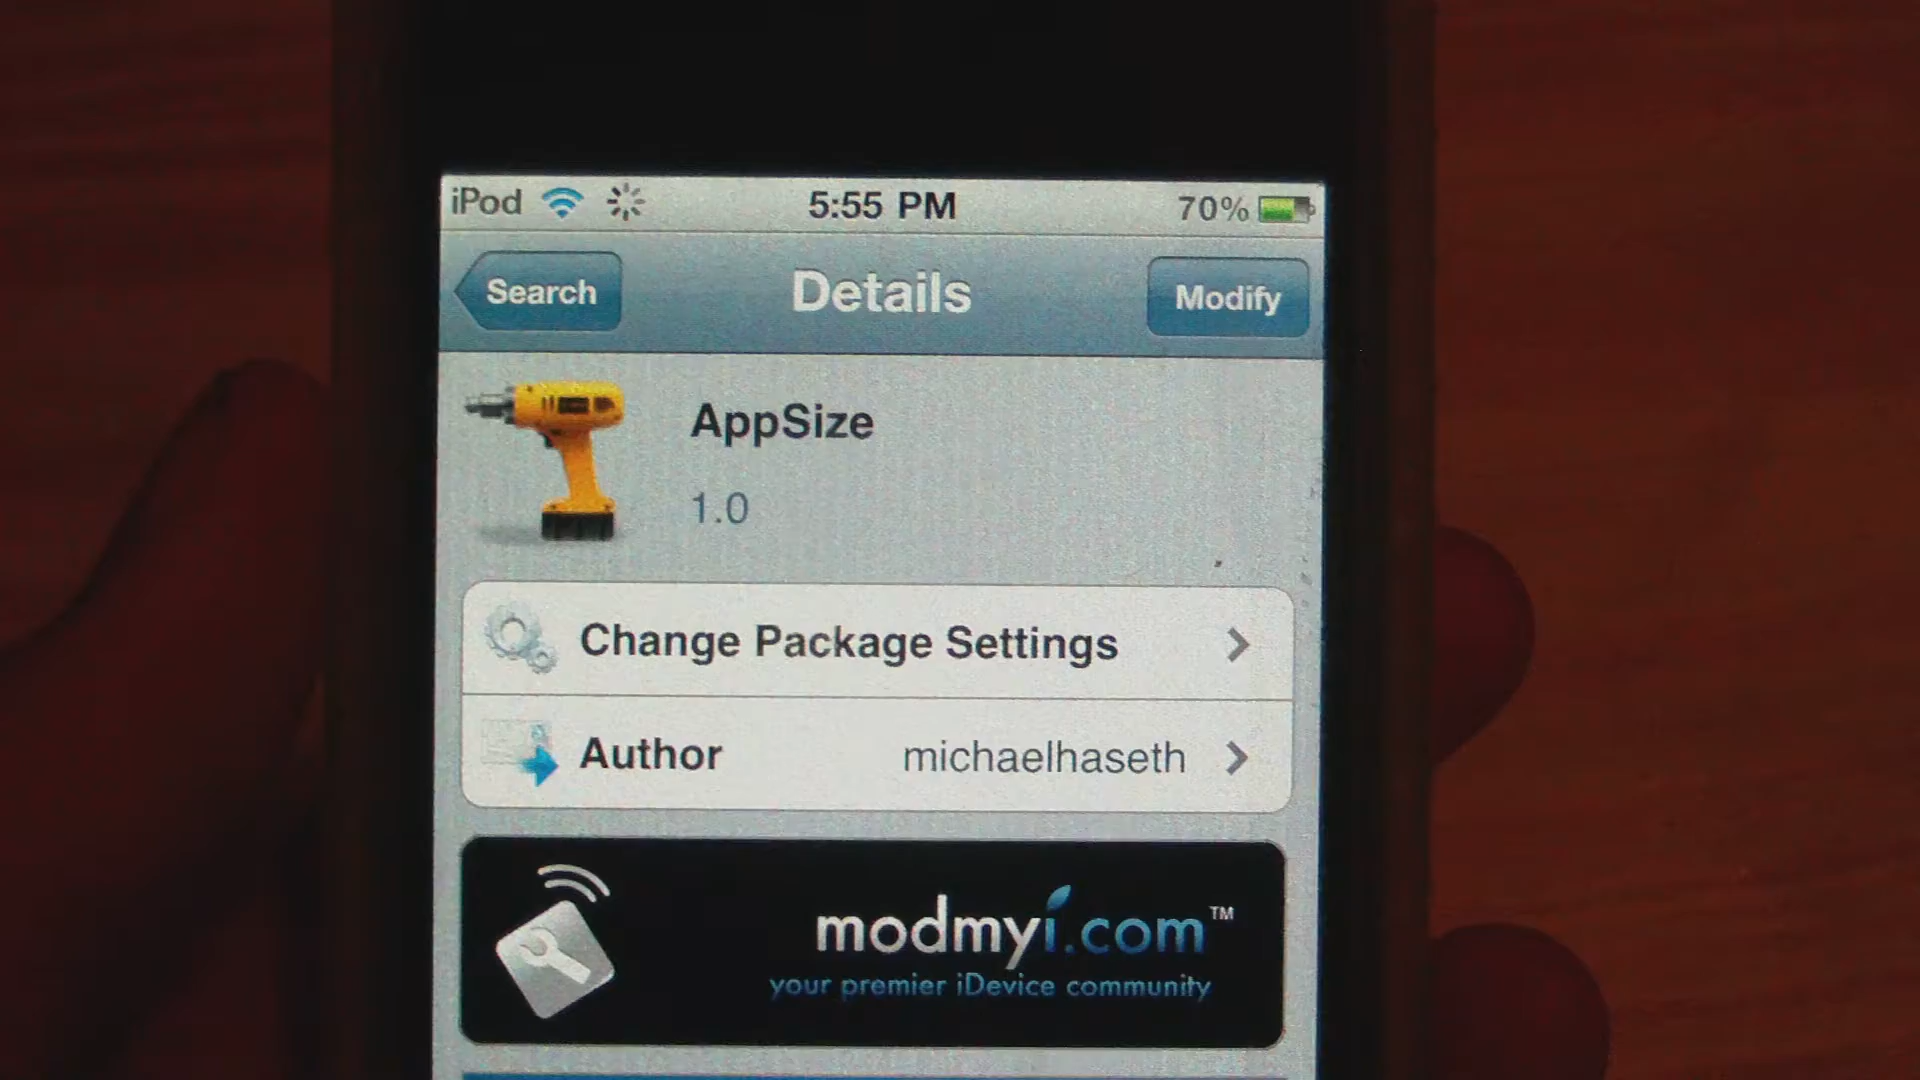 iPod 5:55 PM 70%
Search Details Modify
AppSize
1.0
Change Package Settings
Author michaelhaseth
modmyi.com™
your premier iDevice community